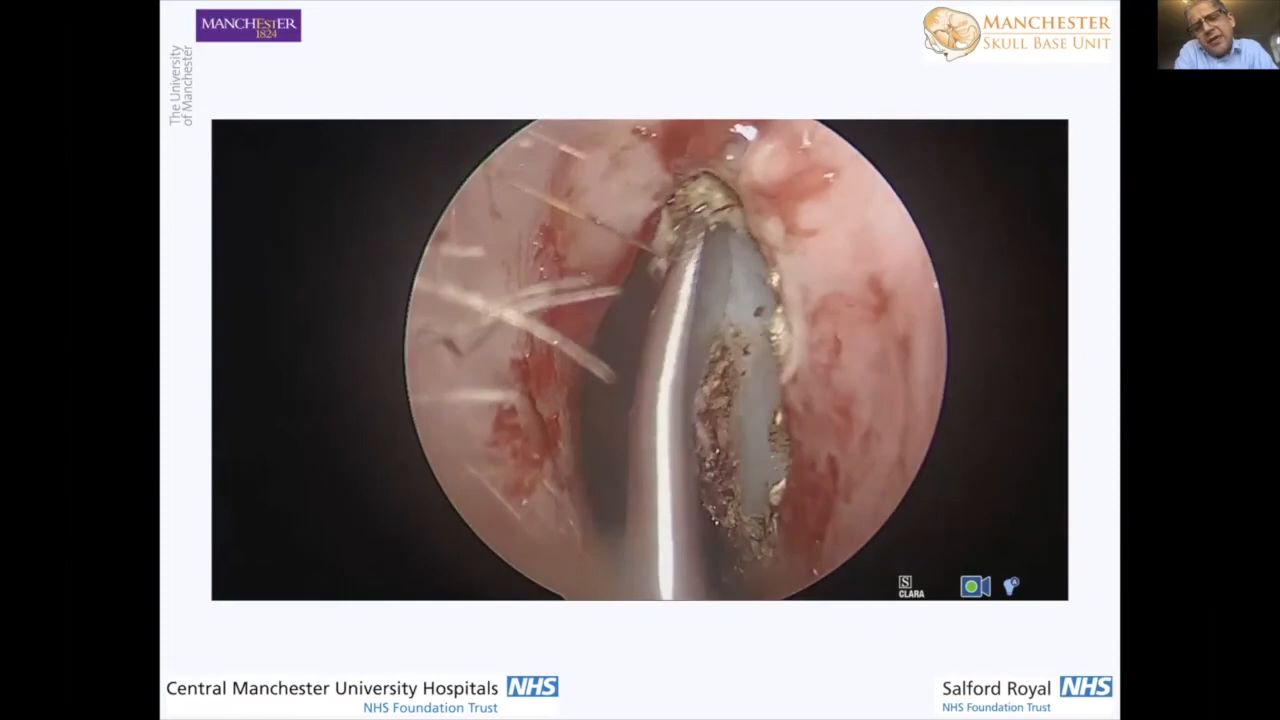 MANCHESTER
1824
The University
of Manchester
MANCHESTER
SKULL BASE UNIT
S
CLARA
Central Manchester University Hospitals NHS
NHS Foundation Trust
Salford Royal NHS
NHS Foundation Trust